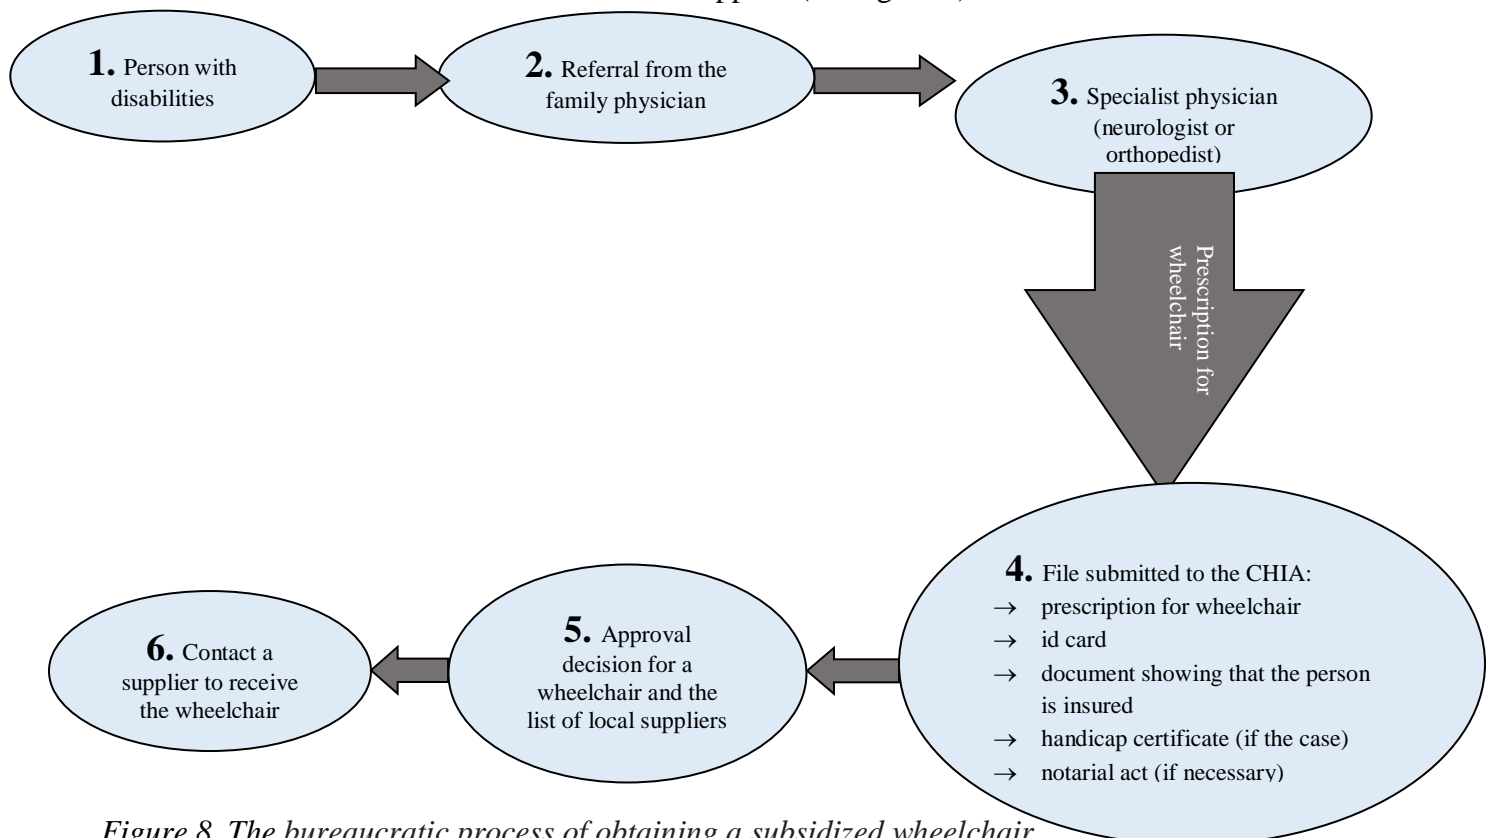 1. Person with
disabilities
2. Referral from the
family physician
3. Specialist physician
(neurologist or
orthopedist)
Prescription for
wheelchair
4. File submitted to the CHIA:
→ prescription for wheelchair
→ id card
→ document showing that the person
is insured
→ handicap certificate (if the case)
→ notarial act (if necessary)
5. Approval
decision for a
wheelchair and the
list of local suppliers
6. Contact a
supplier to receive
the wheelchair
Figure 8. The bureaucratic process of obtaining a subsidized wheelchair